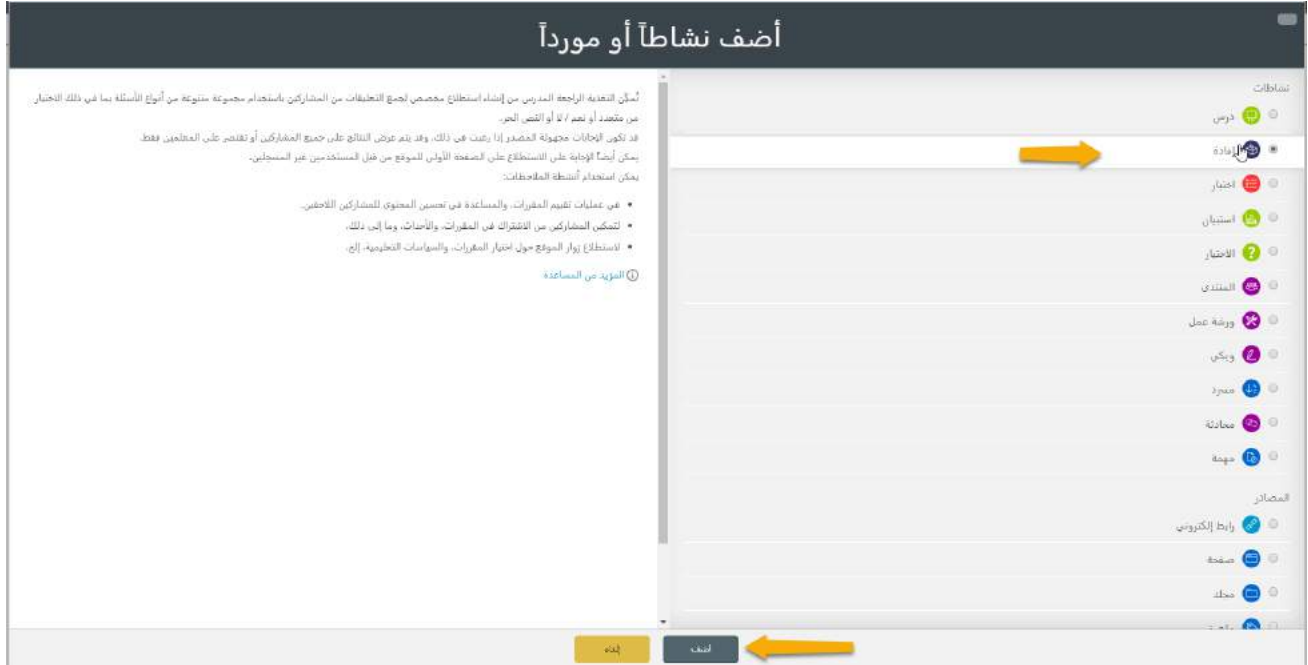 أضف نشاطاً أو مورداً
نشاطات
درس
إفادة
اختبار
استبيان
الاختيار
المنتدى
ورشة عمل
ويكي
مسرد
محادثة
مهمة
المصادر
رابط إلكتروني
صفحة
مجلد
تُمكّن التغذية الراجعة المدرس من إنشاء استطلاع مخصص لجمع التعليقات من المشاركين باستخدام مجموعة متنوعة من أنواع الأسئلة بما في ذلك الاختيار
من متعدد أو نعم / لا أو النص الحر.
قد تكون الإجابات مجهولة المصدر إذا رغبت في ذلك، وقد يتم عرض النتائج على جميع المشاركين أو تقتصر على المعلمين فقط.
يمكن أيضاً الإجابة على الاستطلاع على الصفحة الأولى للموقع من قبل المستخدمين غير المسجلين.
يمكن استخدام أنشطة الملاحظات:
• في عمليات تقييم المقررات، والمساعدة في تحسين المحتوى للمشاركين اللاحقين.
• لتمكين المشاركين من الاشتراك في المقررات، والأحداث، وما إلى ذلك.
• لاستطلاع زوار الموقع حول اختيار المقررات، والسياسات التعليمية، إلخ.
المزيد من المساعدة
أضف
إلغاء